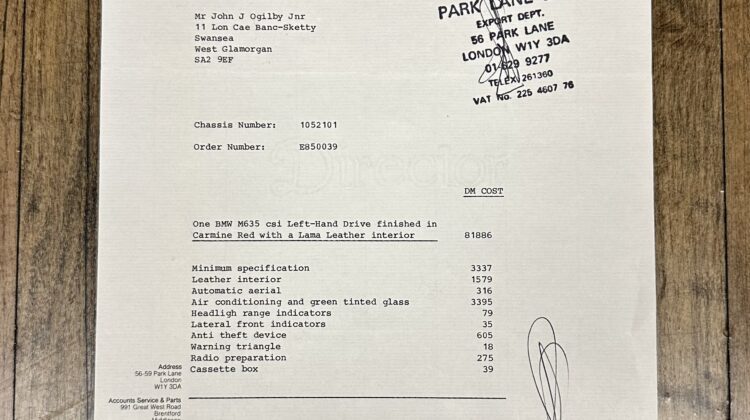 Mr John J Ogilby Jnr
11 Lon Cae Banc-Sketty
Swansea
West Glamorgan
SA2 9EF
PARK LANE
EXPORT DEPT.
56 PARK LANE
LONDON W1Y 3DA
01-629 9277
TELEX 261360
VAT No. 225 4607 76
Chassis Number: 1052101
Order Number: E850039
Director
DM COST
One BMW M635 csi Left-Hand Drive finished in
Carmine Red with a Lama Leather interior 81886
Minimum specification 3337
Leather interior 1579
Automatic aerial 316
Air conditioning and green tinted glass 3395
Headligh range indicators 79
Lateral front indicators 35
Anti theft device 605
Warning triangle 18
Radio preparation 275
Cassette box 39
Address
56-59 Park Lane
London
W1Y 3DA
Accounts Service & Parts
991 Great West Road
Brentford